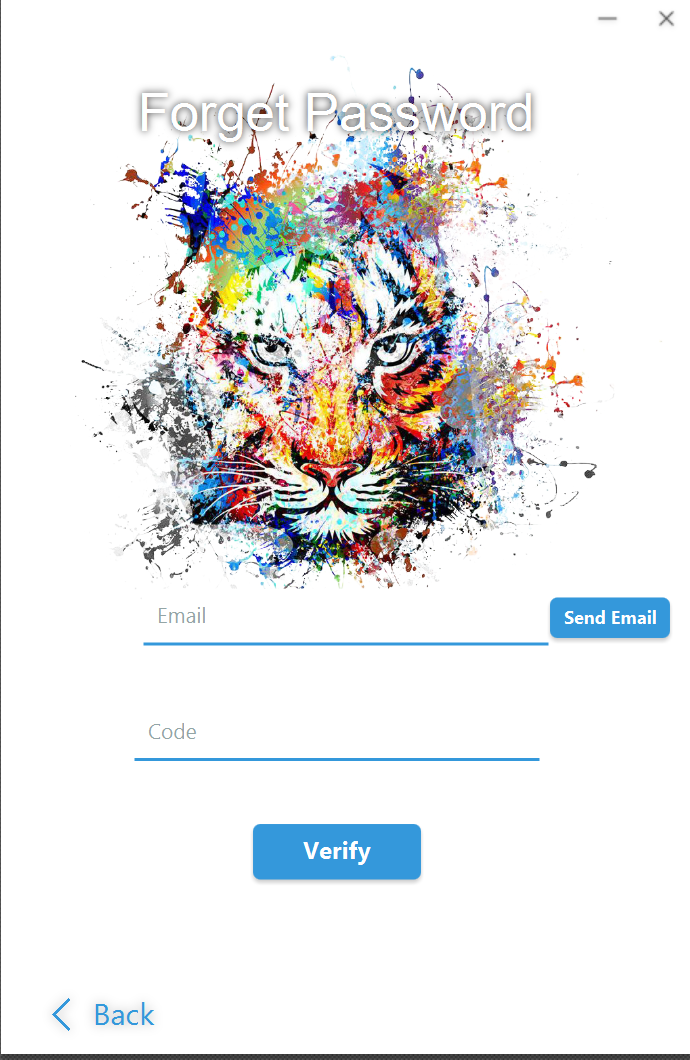 Forget Password
Email
Send Email
Code
Verify
Back